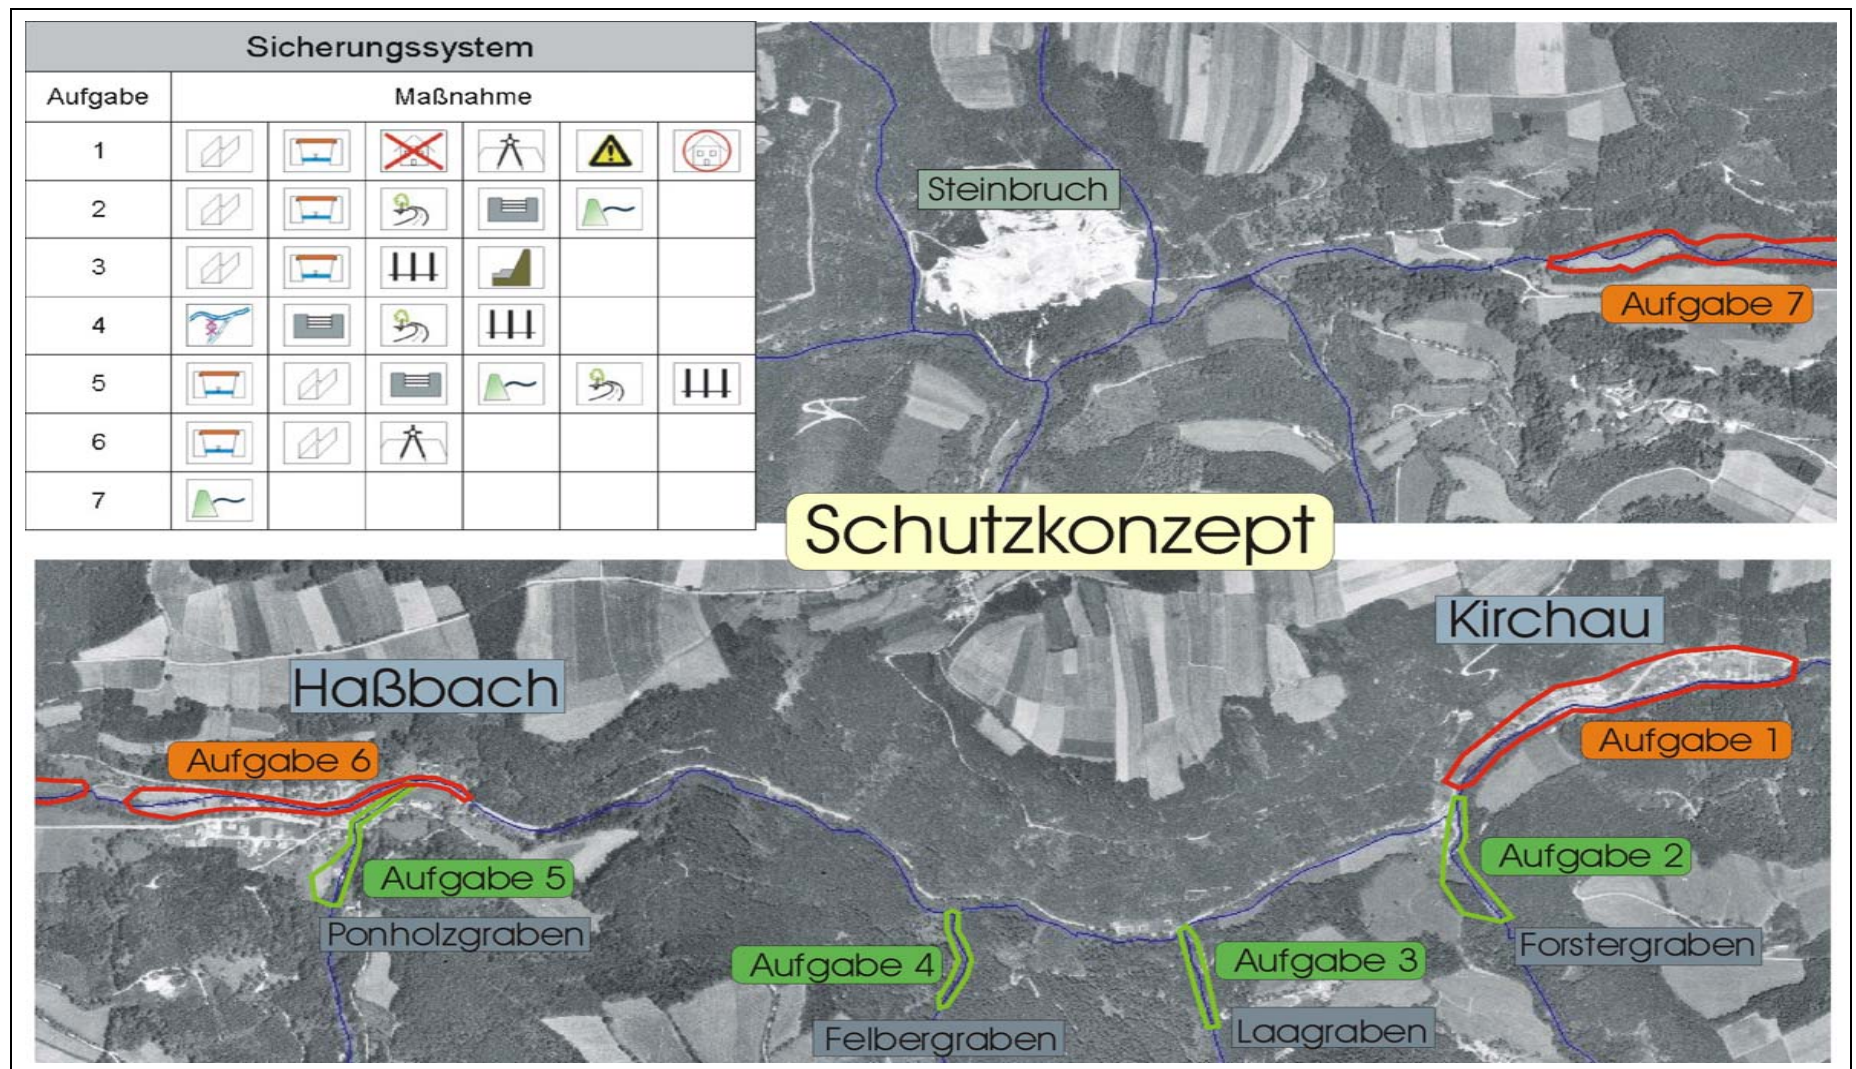 Sicherungssystem
Aufgabe Maßnahme
1
2
3
4
5
6
7
Steinbruch
Aufgabe 7
Schutzkonzept
Kirchau
Haßbach
Aufgabe 1
Aufgabe 6
Aufgabe 2
Aufgabe 5
Ponholzgraben
Forstergraben
Aufgabe 4
Aufgabe 3
Felbergraben
Laagraben